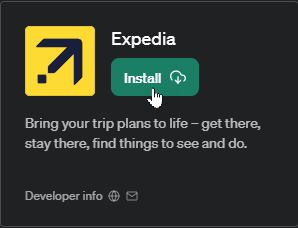 Expedia
Install
Bring your trip plans to life – get there,
stay there, find things to see and do.
Developer info